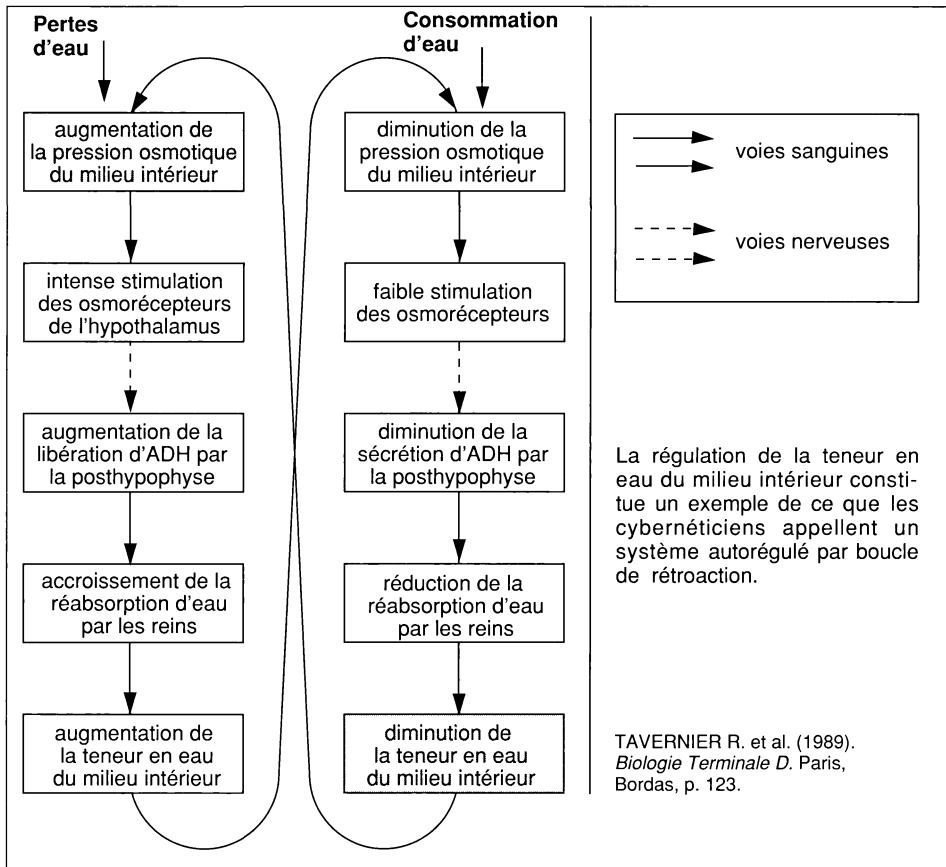 Pertes
d'eau
augmentation de
la pression osmotique
du milieu intérieur
intense stimulation
des osmorécepteurs
de l'hypothalamus
augmentation de la
libération d'ADH par
la posthypophyse
accroissement de la
réabsorption d'eau
par les reins
augmentation de
la teneur en eau
du milieu intérieur
Consommation
d'eau
diminution de la
pression osmotique
du milieu intérieur
faible stimulation
des osmorécepteurs
diminution de la
sécrétion d'ADH par
la posthypophyse
réduction de la
réabsorption d'eau
par les reins
diminution de
la teneur en eau
du milieu intérieur
voies sanguines
voies nerveuses
La régulation de la teneur en
eau du milieu intérieur consti-
tue un exemple de ce que les
cybernéticiens appellent un
système autorégulé par boucle
de rétroaction.
TAVERNIER R. et al. (1989).
Biologie Terminale D. Paris,
Bordas, p. 123.